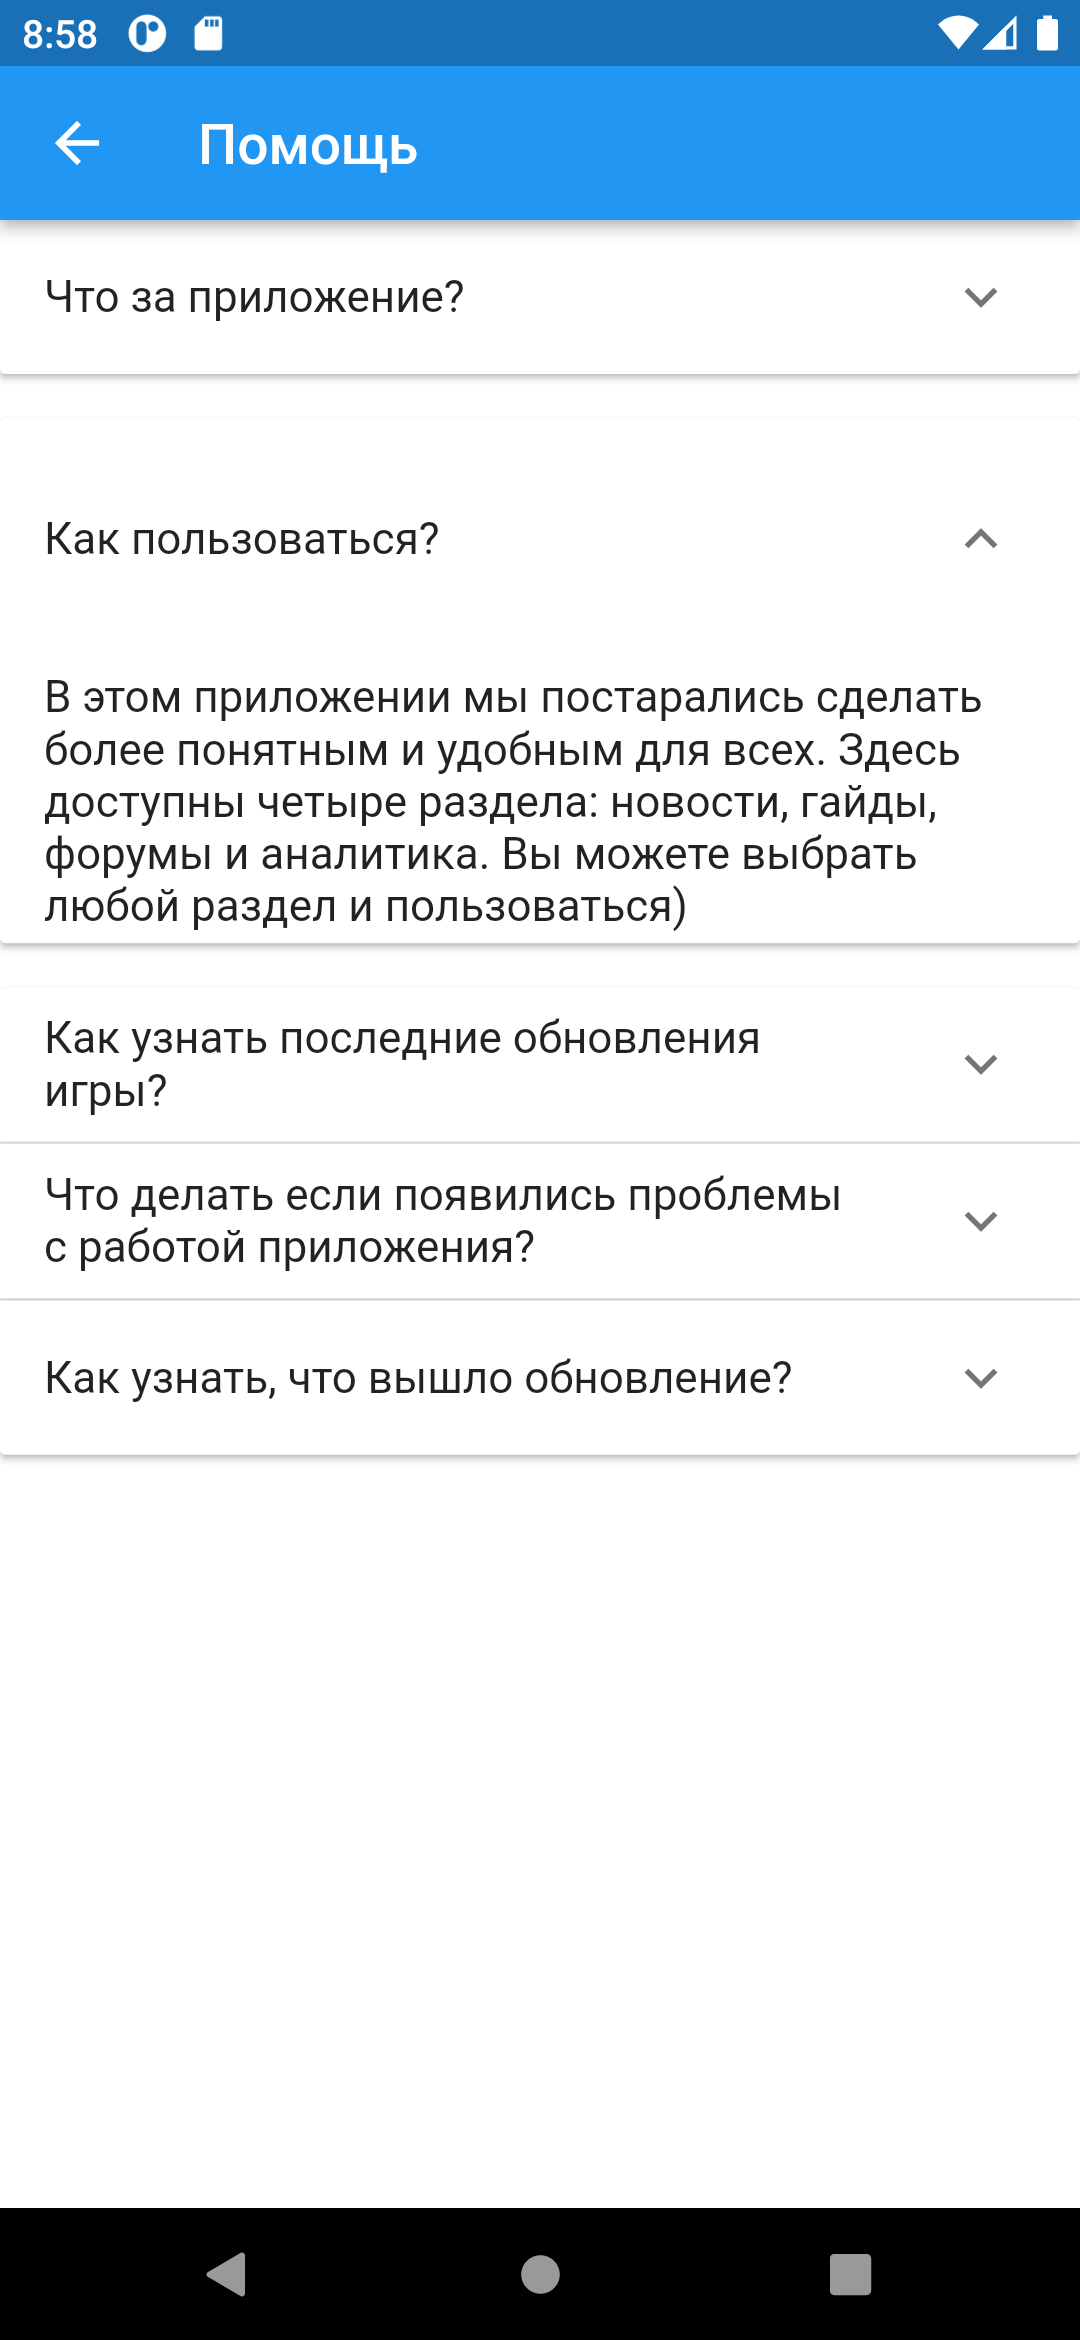 8:58
Помощь
Что за приложение?
Как пользоваться?
В этом приложении мы постарались сделать
более понятным и удобным для всех. Здесь
доступны четыре раздела: новости, гайды,
форумы и аналитика. Вы можете выбрать
любой раздел и пользоваться)
Как узнать последние обновления
игры?
Что делать если появились проблемы
с работой приложения?
Как узнать, что вышло обновление?